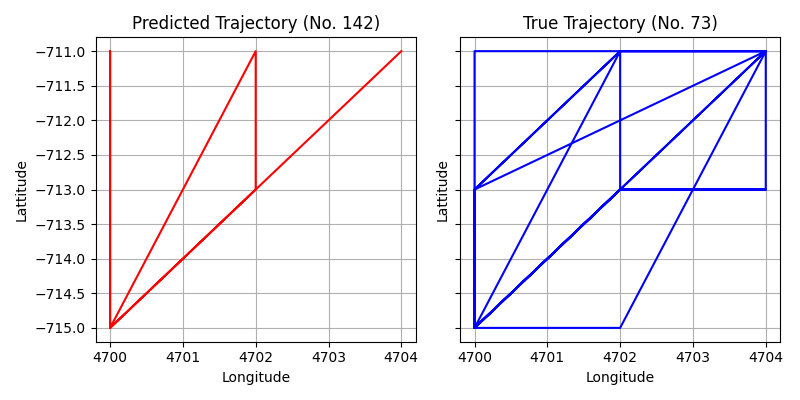 Predicted Trajectory (No. 142)
True Trajectory (No. 73)
Lattitude
−711.0
−711.5
−712.0
−712.5
−713.0
−713.5
−714.0
−714.5
−715.0
4700 4701 4702 4703 4704
Longitude
Lattitude
4700 4701 4702 4703 4704
Longitude